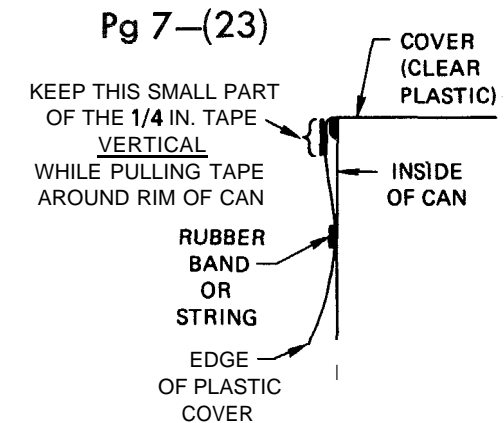 Pg 7—(23)
COVER
(CLEAR
PLASTIC)
KEEP THIS SMALL PART
OF THE 1/4 IN. TAPE
VERTICAL
WHILE PULLING TAPE
AROUND RIM OF CAN
INSIDE
OF CAN
RUBBER
BAND
OR
STRING
EDGE
OF PLASTIC
COVER